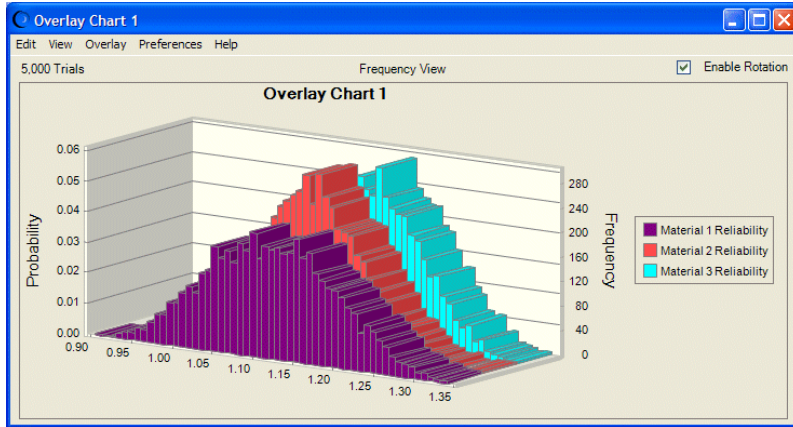 Overlay Chart 1
Edit View Overlay Preferences Help
5,000 Trials Frequency View Enable Rotation
Overlay Chart 1
0.06
0.05
0.04
0.03
0.02
0.01
0.00
Probability
0.90
0.95
1.00
1.05
1.10
1.15
1.20
1.25
1.30
1.35
280
240
200
160
120
80
40
0
Frequency
Material 1 Reliability
Material 2 Reliability
Material 3 Reliability